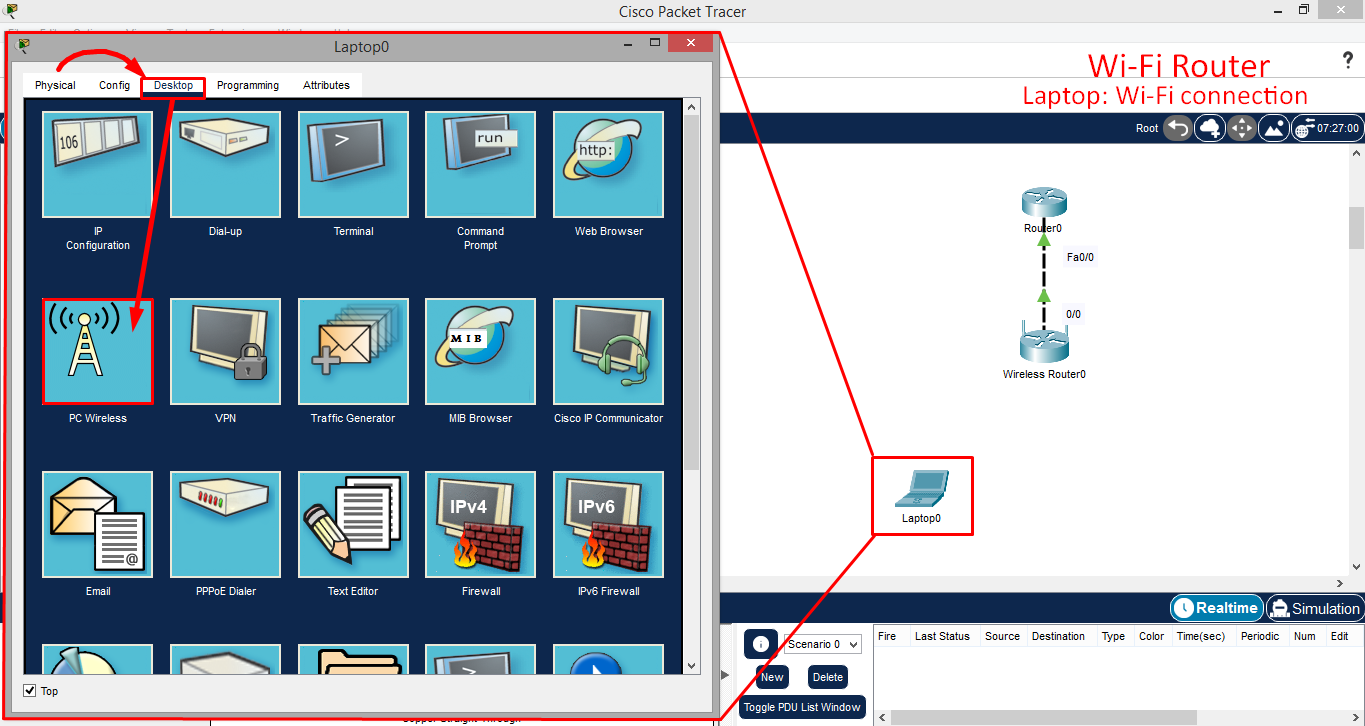 Cisco Packet Tracer
Laptop0
Physical
Config
Desktop
Programming
Attributes
Wi-Fi Router
Laptop: Wi-Fi connection
?
Root
07:27:00
106
>
run
http:
IP
Configuration
Dial-up
Terminal
Command
Prompt
Web Browser
Router0
Fa0/0
0/0
Wireless Router0
MIB
PC Wireless
VPN
Traffic Generator
MIB Browser
Cisco IP Communicator
@
IPv4
IPv6
Email
PPPoE Dialer
Text Editor
Firewall
IPv6 Firewall
Laptop0
>
Top
Realtime
Simulation
Scenario 0
New
Delete
Toggle PDU List Window
Fire
Last Status
Source
Destination
Type
Color
Time(sec)
Periodic
Num
Edit